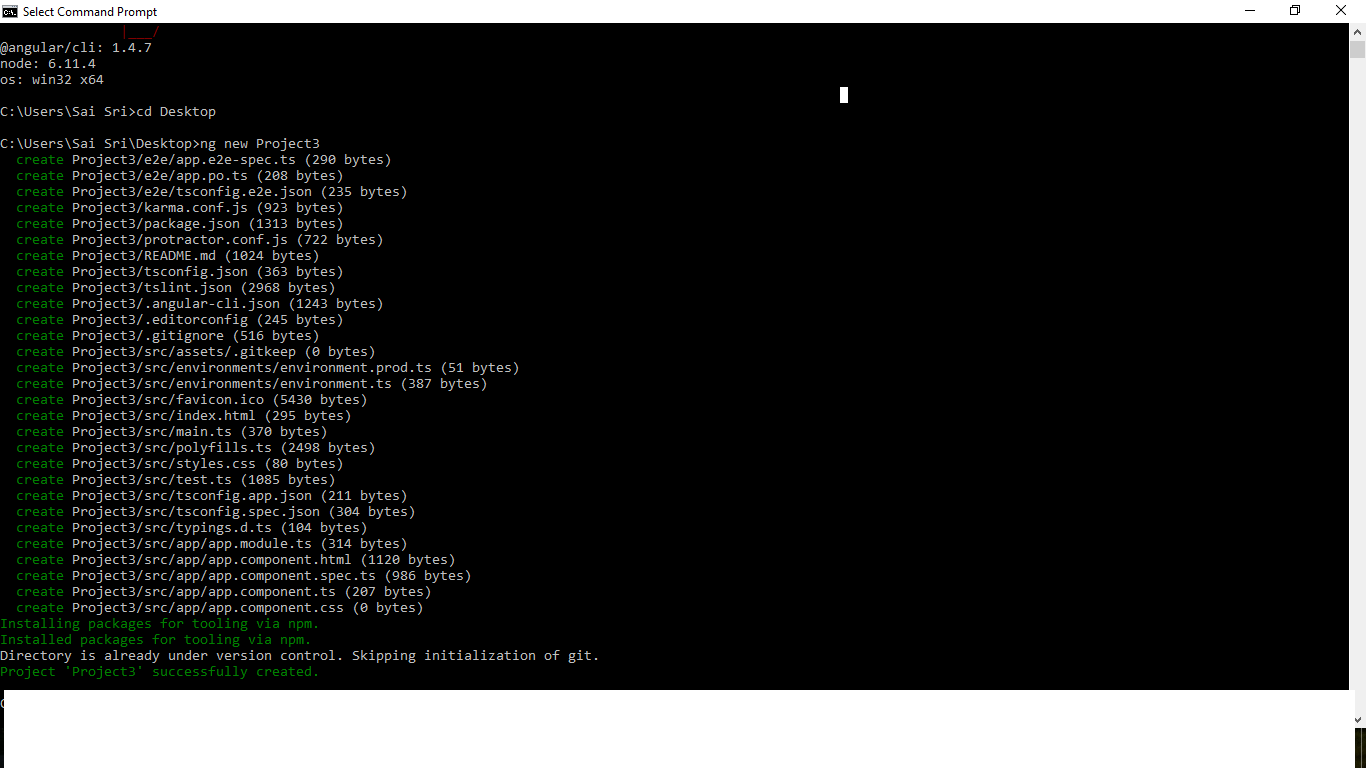 Select Command Prompt
|___/
@angular/cli: 1.4.7
node: 6.11.4
os: win32 x64
C:\Users\Sai Sri>cd Desktop
C:\Users\Sai Sri\Desktop>ng new Project3
create Project3/e2e/app.e2e-spec.ts (290 bytes)
create Project3/e2e/app.po.ts (208 bytes)
create Project3/e2e/tsconfig.e2e.json (235 bytes)
create Project3/karma.conf.js (923 bytes)
create Project3/package.json (1313 bytes)
create Project3/protractor.conf.js (722 bytes)
create Project3/README.md (1024 bytes)
create Project3/tsconfig.json (363 bytes)
create Project3/tslint.json (2968 bytes)
create Project3/.angular-cli.json (1243 bytes)
create Project3/.editorconfig (245 bytes)
create Project3/.gitignore (516 bytes)
create Project3/src/assets/.gitkeep (0 bytes)
create Project3/src/environments/environment.prod.ts (51 bytes)
create Project3/src/environments/environment.ts (387 bytes)
create Project3/src/favicon.ico (5430 bytes)
create Project3/src/index.html (295 bytes)
create Project3/src/main.ts (370 bytes)
create Project3/src/polyfills.ts (2498 bytes)
create Project3/src/styles.css (80 bytes)
create Project3/src/test.ts (1085 bytes)
create Project3/src/tsconfig.app.json (211 bytes)
create Project3/src/tsconfig.spec.json (304 bytes)
create Project3/src/typings.d.ts (104 bytes)
create Project3/src/app/app.module.ts (314 bytes)
create Project3/src/app/app.component.html (1120 bytes)
create Project3/src/app/app.component.spec.ts (986 bytes)
create Project3/src/app/app.component.ts (207 bytes)
create Project3/src/app/app.component.css (0 bytes)
Installing packages for tooling via npm.
Installed packages for tooling via npm.
Directory is already under version control. Skipping initialization of git.
Project 'Project3' successfully created.